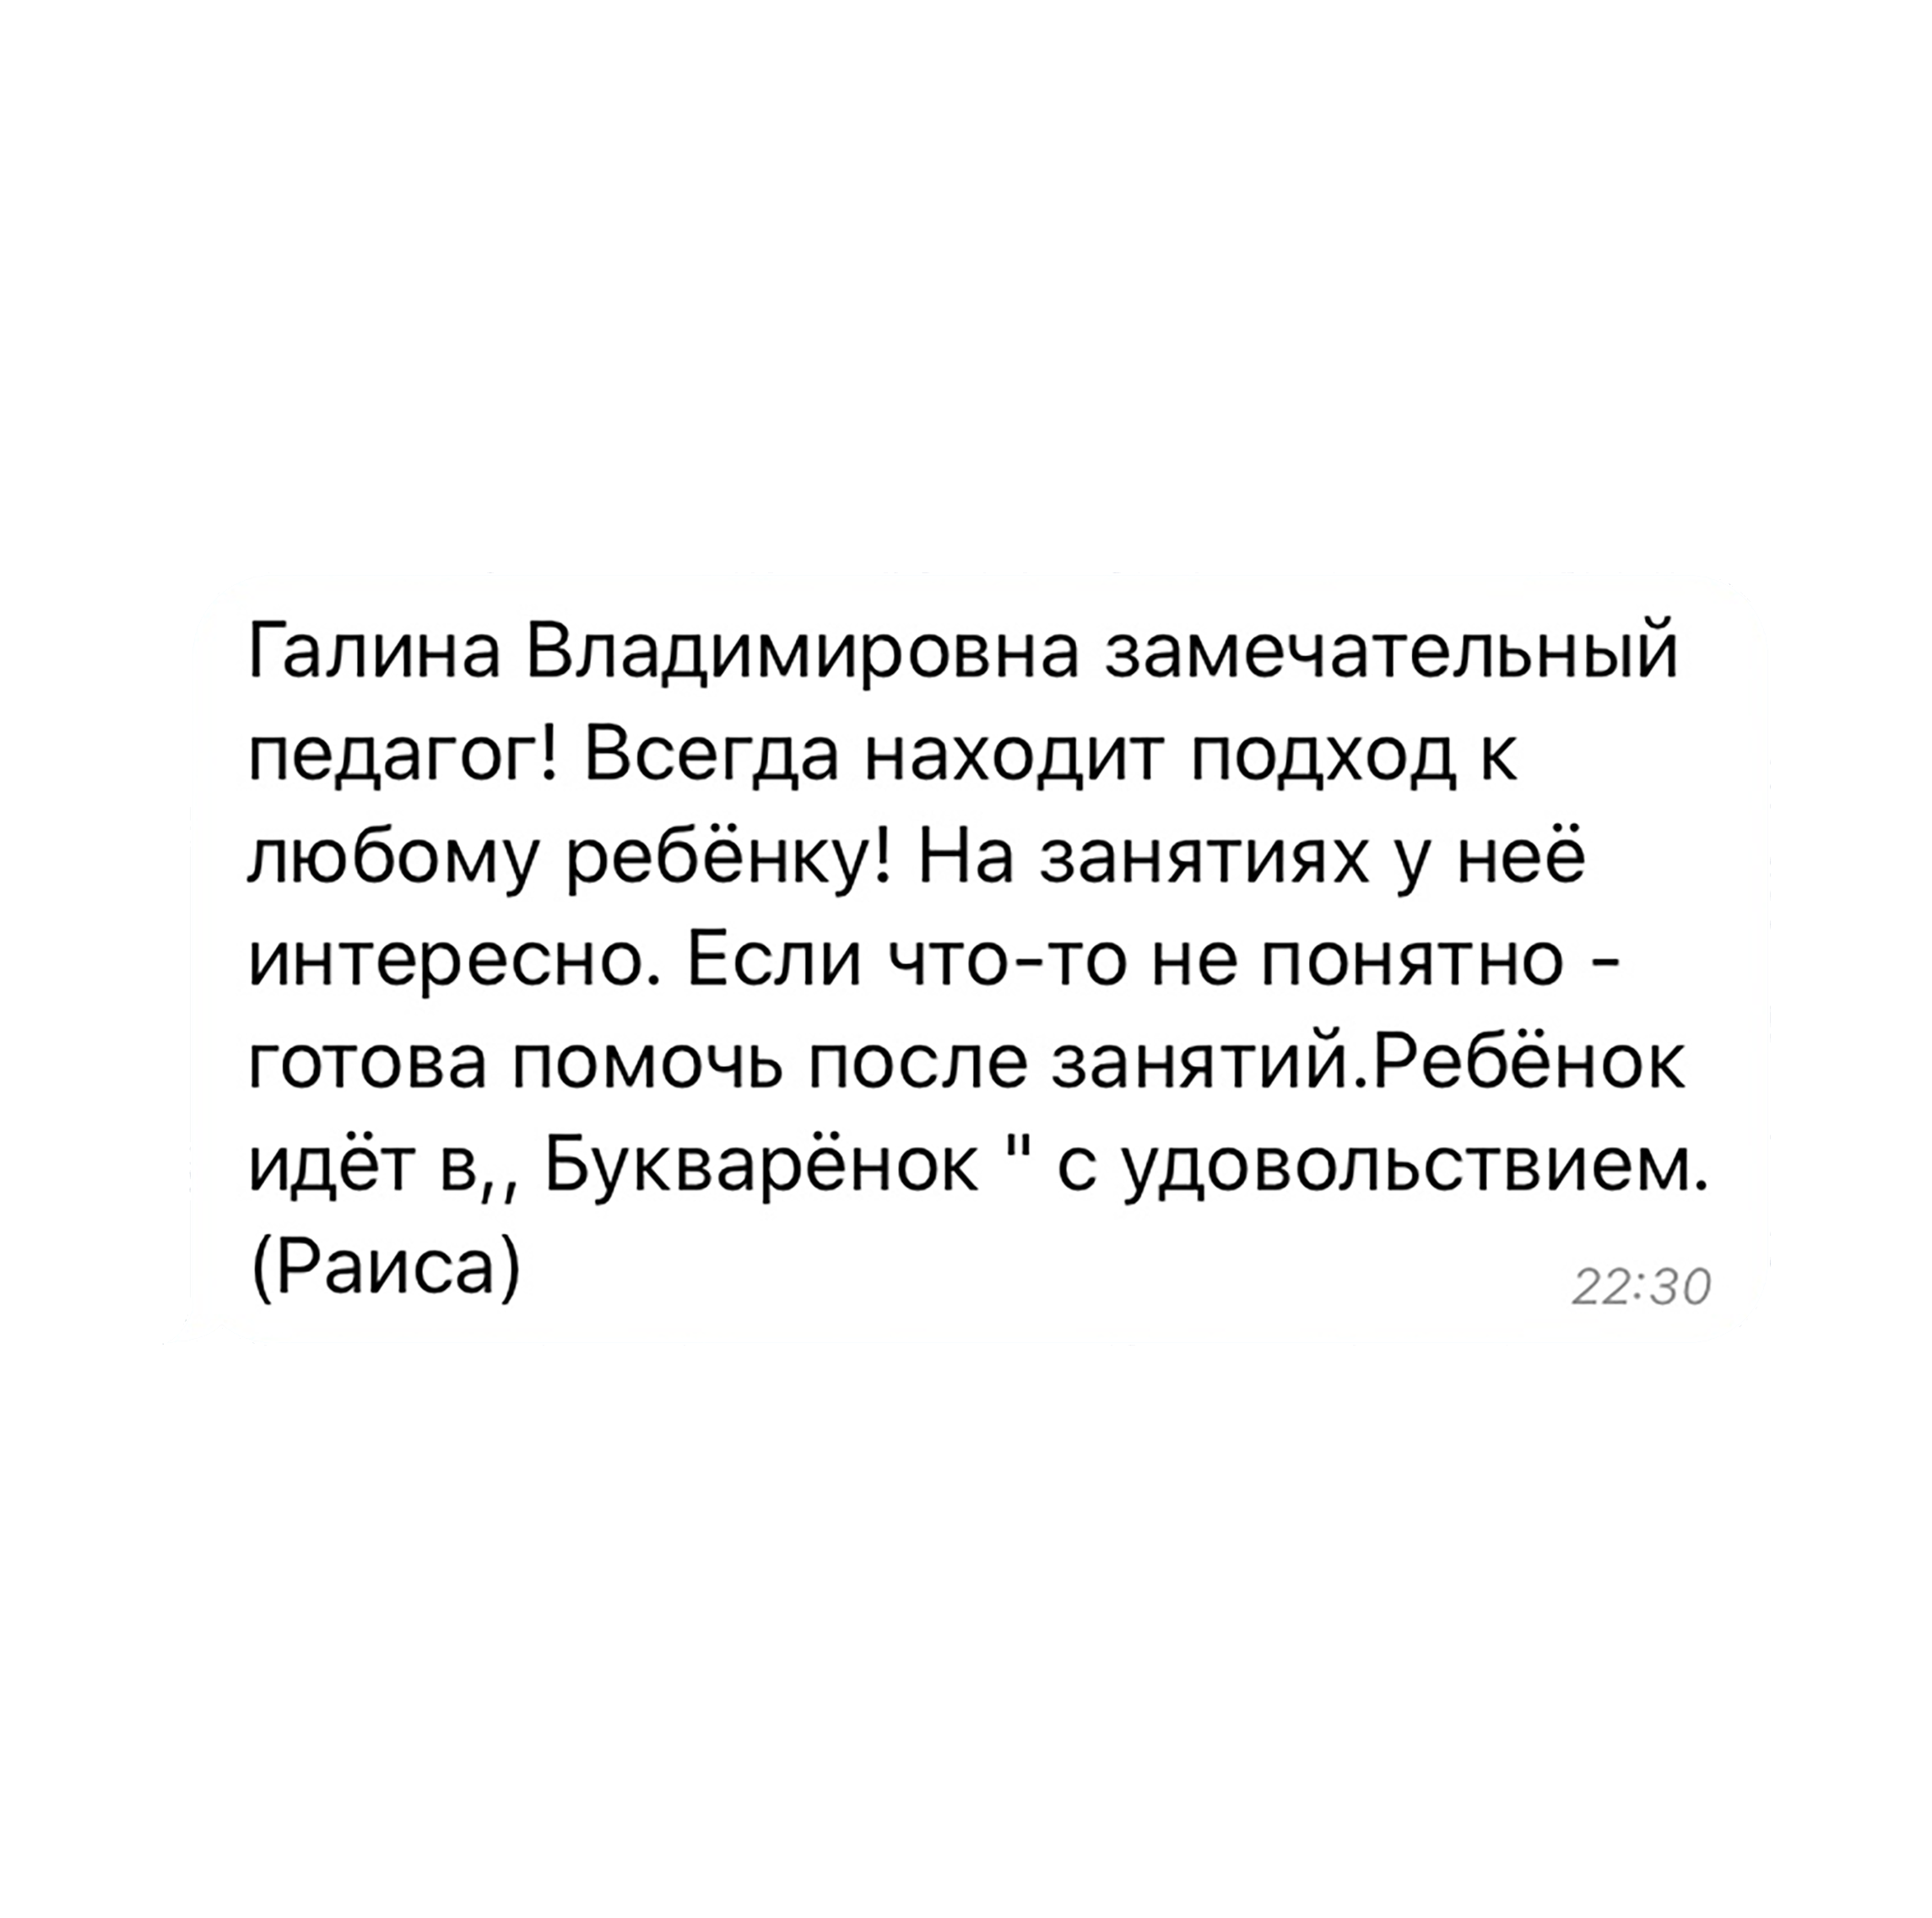 Галина Владимировна замечательный
педагог! Всегда находит подход к
любому ребёнку! На занятиях у неё
интересно. Если что-то не понятно -
готова помочь после занятий.Ребёнок
идёт в,, Букварёнок " с удовольствием.
(Раиса)
22:30